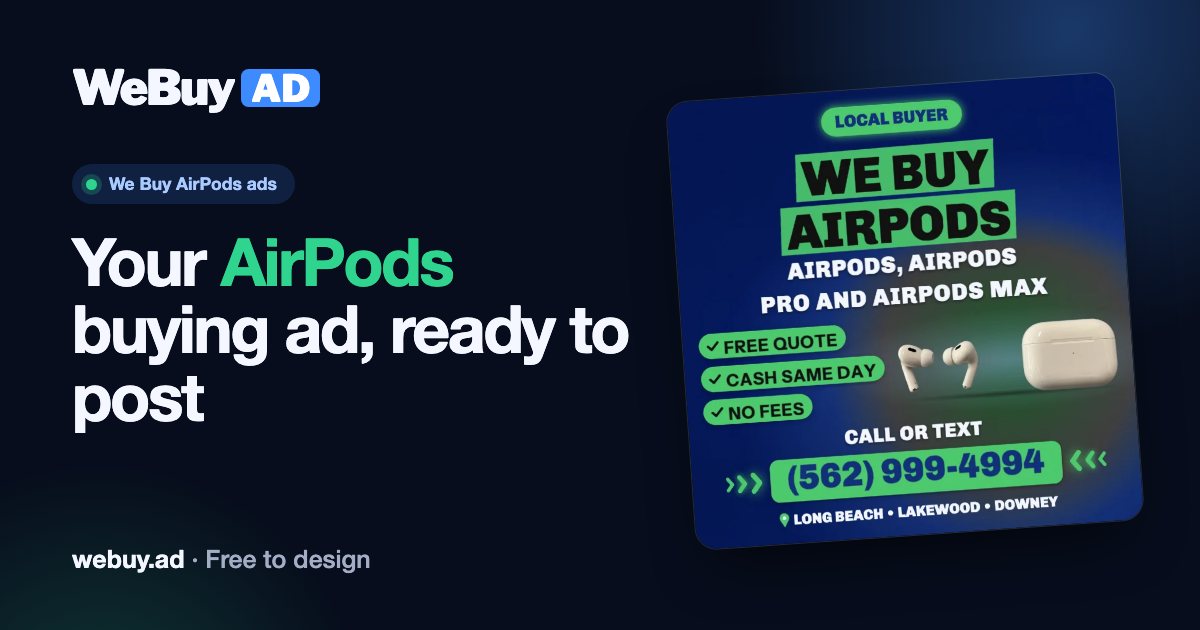 WeBuy AD
We Buy AirPods ads
Your AirPods
buying ad, ready to
post
webuy.ad · Free to design
LOCAL BUYER
WE BUY
AIRPODS
AIRPODS, AIRPODS
PRO AND AIRPODS MAX
FREE QUOTE
CASH SAME DAY
NO FEES
CALL OR TEXT
(562) 999-4994
LONG BEACH • LAKEWOOD • DOWNEY